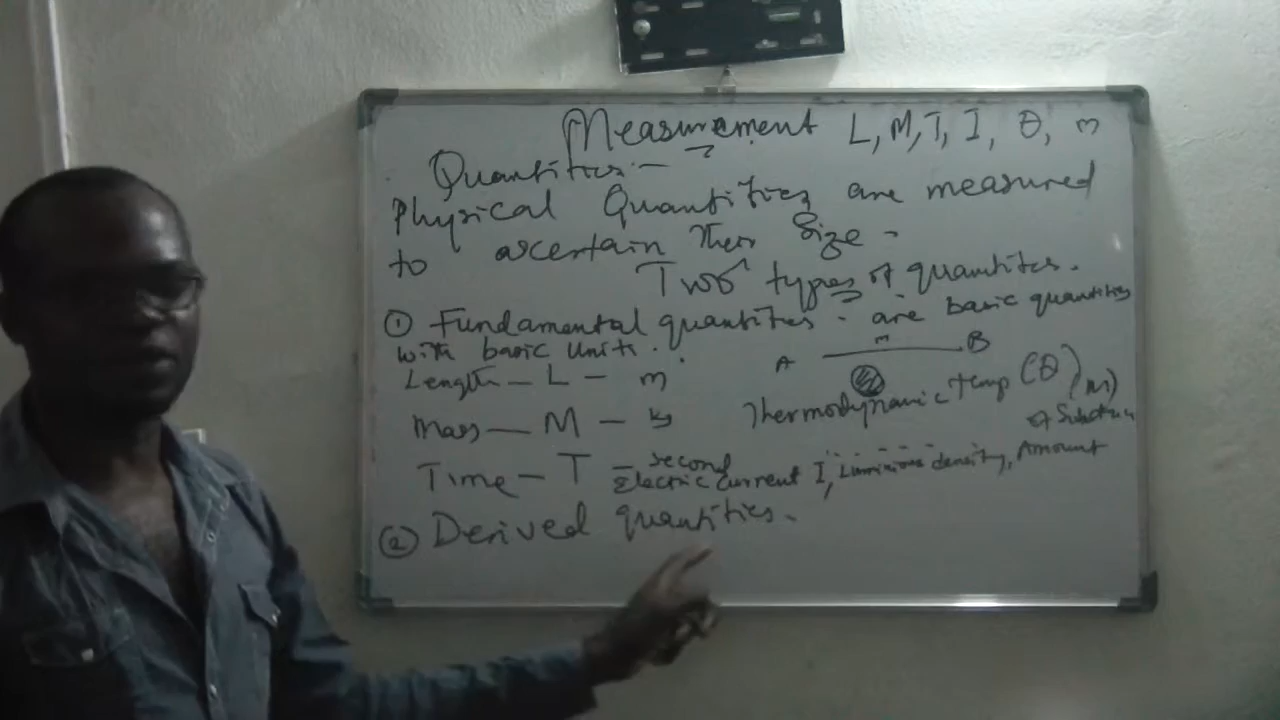 Measurement L, M, T, I, θ, m
Quantities:-
Physical Quantities are measured
to ascertain their Size -
Two types of quantites.
① Fundamental quantities - are basic quantities
with basic units.
Length - L - m
A m B
Mass - M - kg
Thermodynamic Temp (θ) m)
of Substance
Time - T - second
Electric current I, Luminious density, Amount
② Derived quantities.